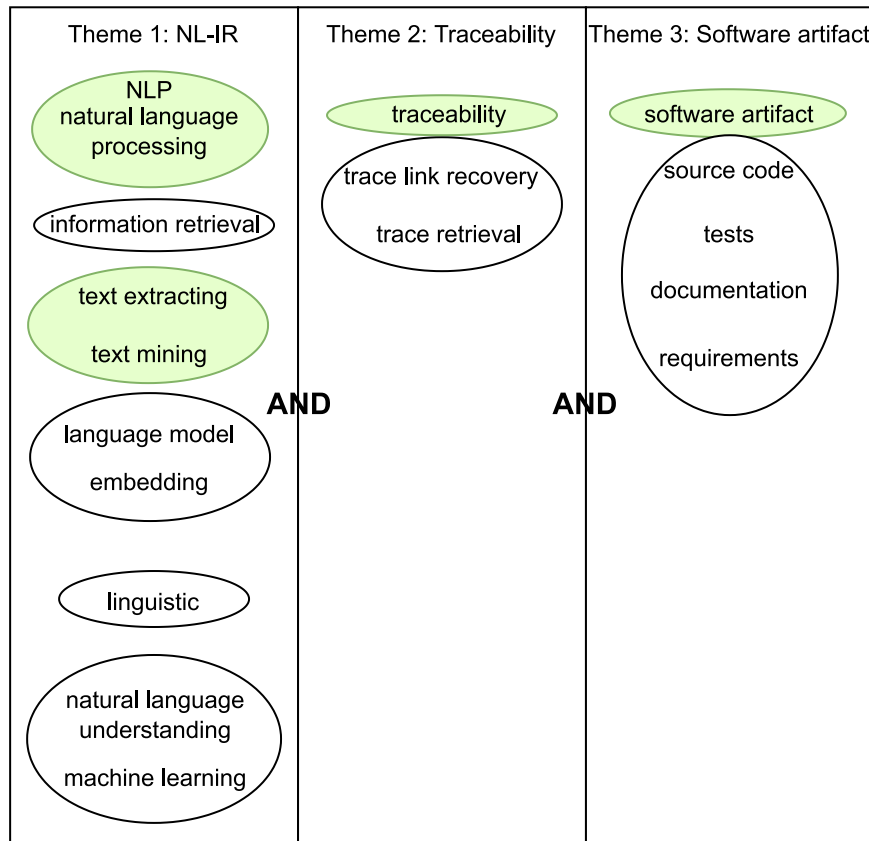 Theme 1: NL-IR
NLP
natural language
processing
information retrieval
text extracting
text mining
language model
embedding
linguistic
natural language
understanding
machine learning
AND
Theme 2: Traceability
traceability
trace link recovery
trace retrieval
AND
Theme 3: Software artifact
software artifact
source code
tests
documentation
requirements